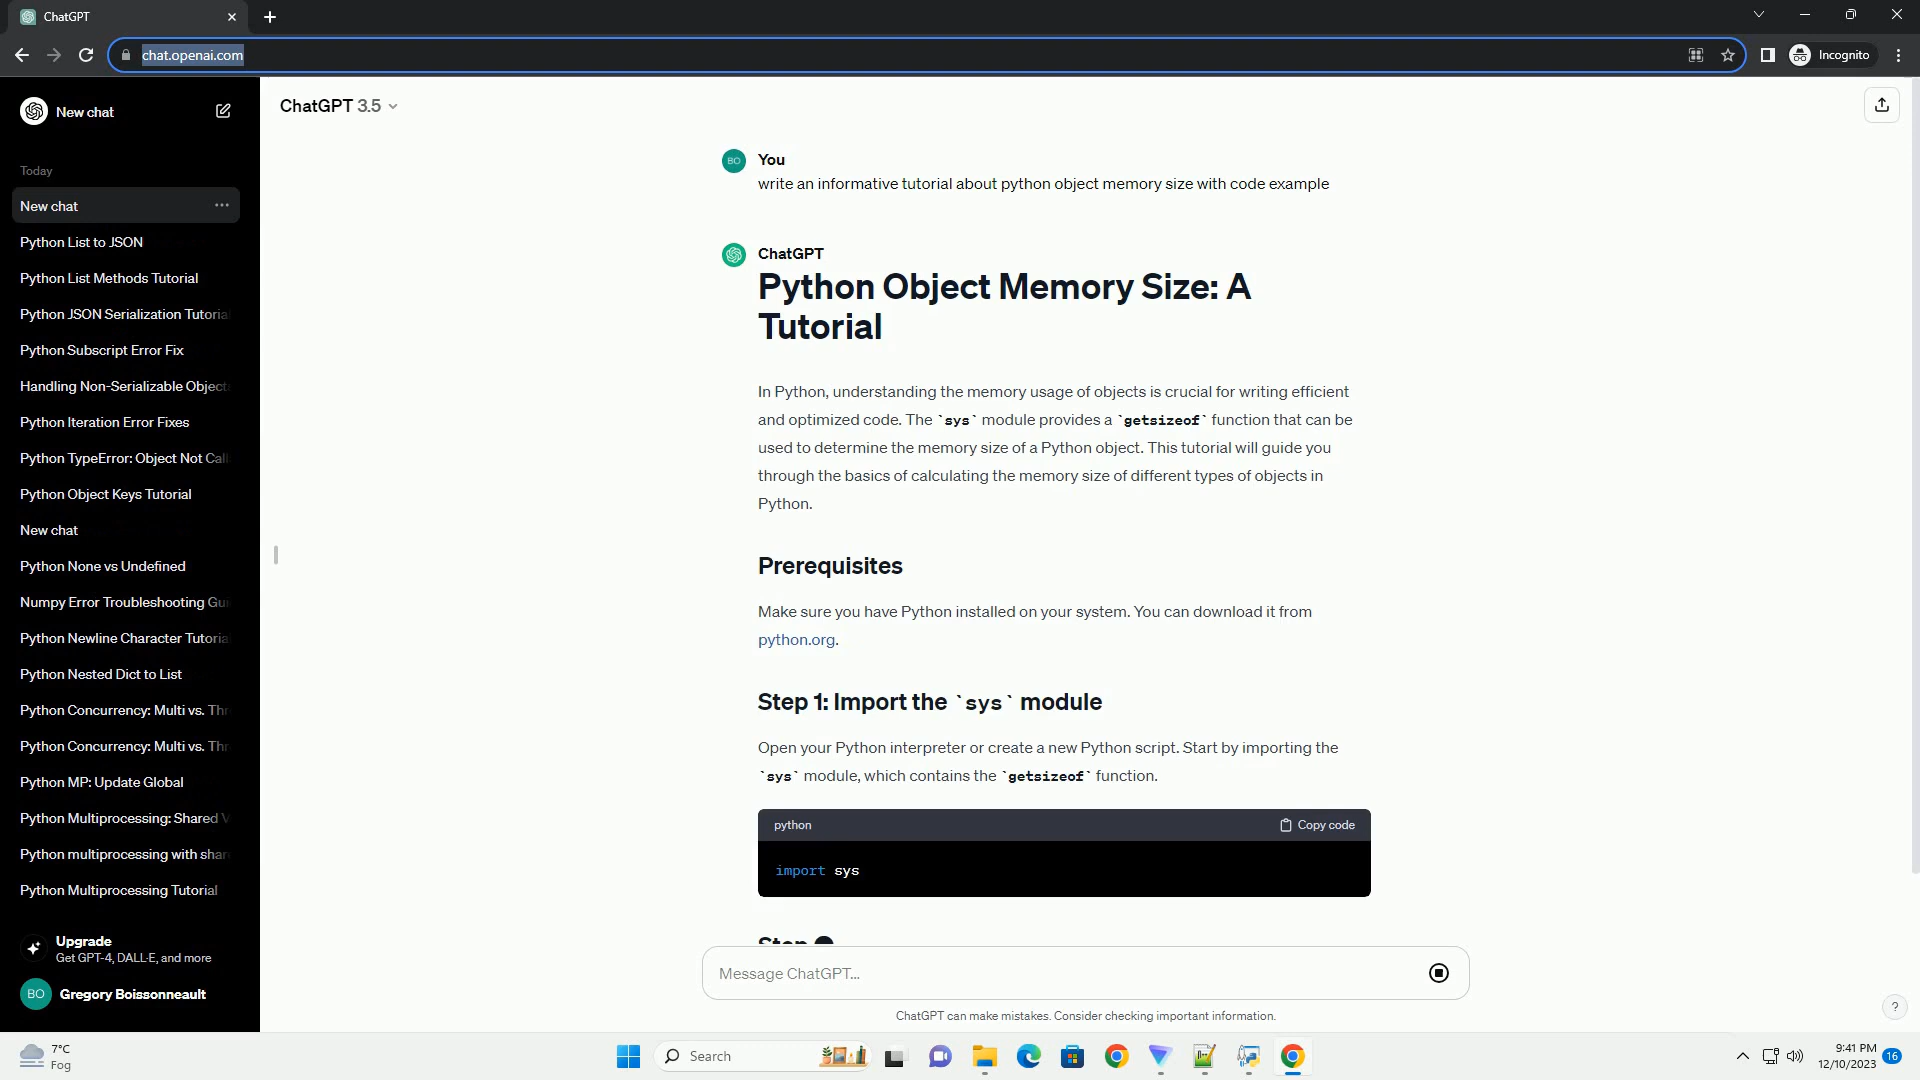 ChatGPT
chat.openai.com
Incognito
New chat
Today
New chat
Python List to JSON
Python List Methods Tutorial
Python JSON Serialization Tutoria
Python Subscript Error Fix
Handling Non-Serializable Object
Python Iteration Error Fixes
Python TypeError: Object Not Call
Python Object Keys Tutorial
New chat
Python None vs Undefined
Numpy Error Troubleshooting Gui
Python Newline Character Tutoria
Python Nested Dict to List
Python Concurrency: Multi vs. Thr
Python Concurrency: Multi vs. Thr
Python MP: Update Global
Python Multiprocessing: Shared V
Python multiprocessing with shar
Python Multiprocessing Tutorial
Upgrade
Get GPT-4, DALL·E, and more
BO
Gregory Boissonneault
ChatGPT 3.5
BO
You
write an informative tutorial about python object memory size with code example
ChatGPT
Python Object Memory Size: A
Tutorial
In Python, understanding the memory usage of objects is crucial for writing efficient
and optimized code. The `sys` module provides a `getsizeof` function that can be
used to determine the memory size of a Python object. This tutorial will guide you
through the basics of calculating the memory size of different types of objects in
Python.
Prerequisites
Make sure you have Python installed on your system. You can download it from
python.org.
Step 1: Import the `sys` module
Open your Python interpreter or create a new Python script. Start by importing the
`sys` module, which contains the `getsizeof` function.
python
Copy code
import sys
Step
Message ChatGPT...
ChatGPT can make mistakes. Consider checking important information.
?
7°C
Fog
Search
9:41 PM
12/10/2023
16